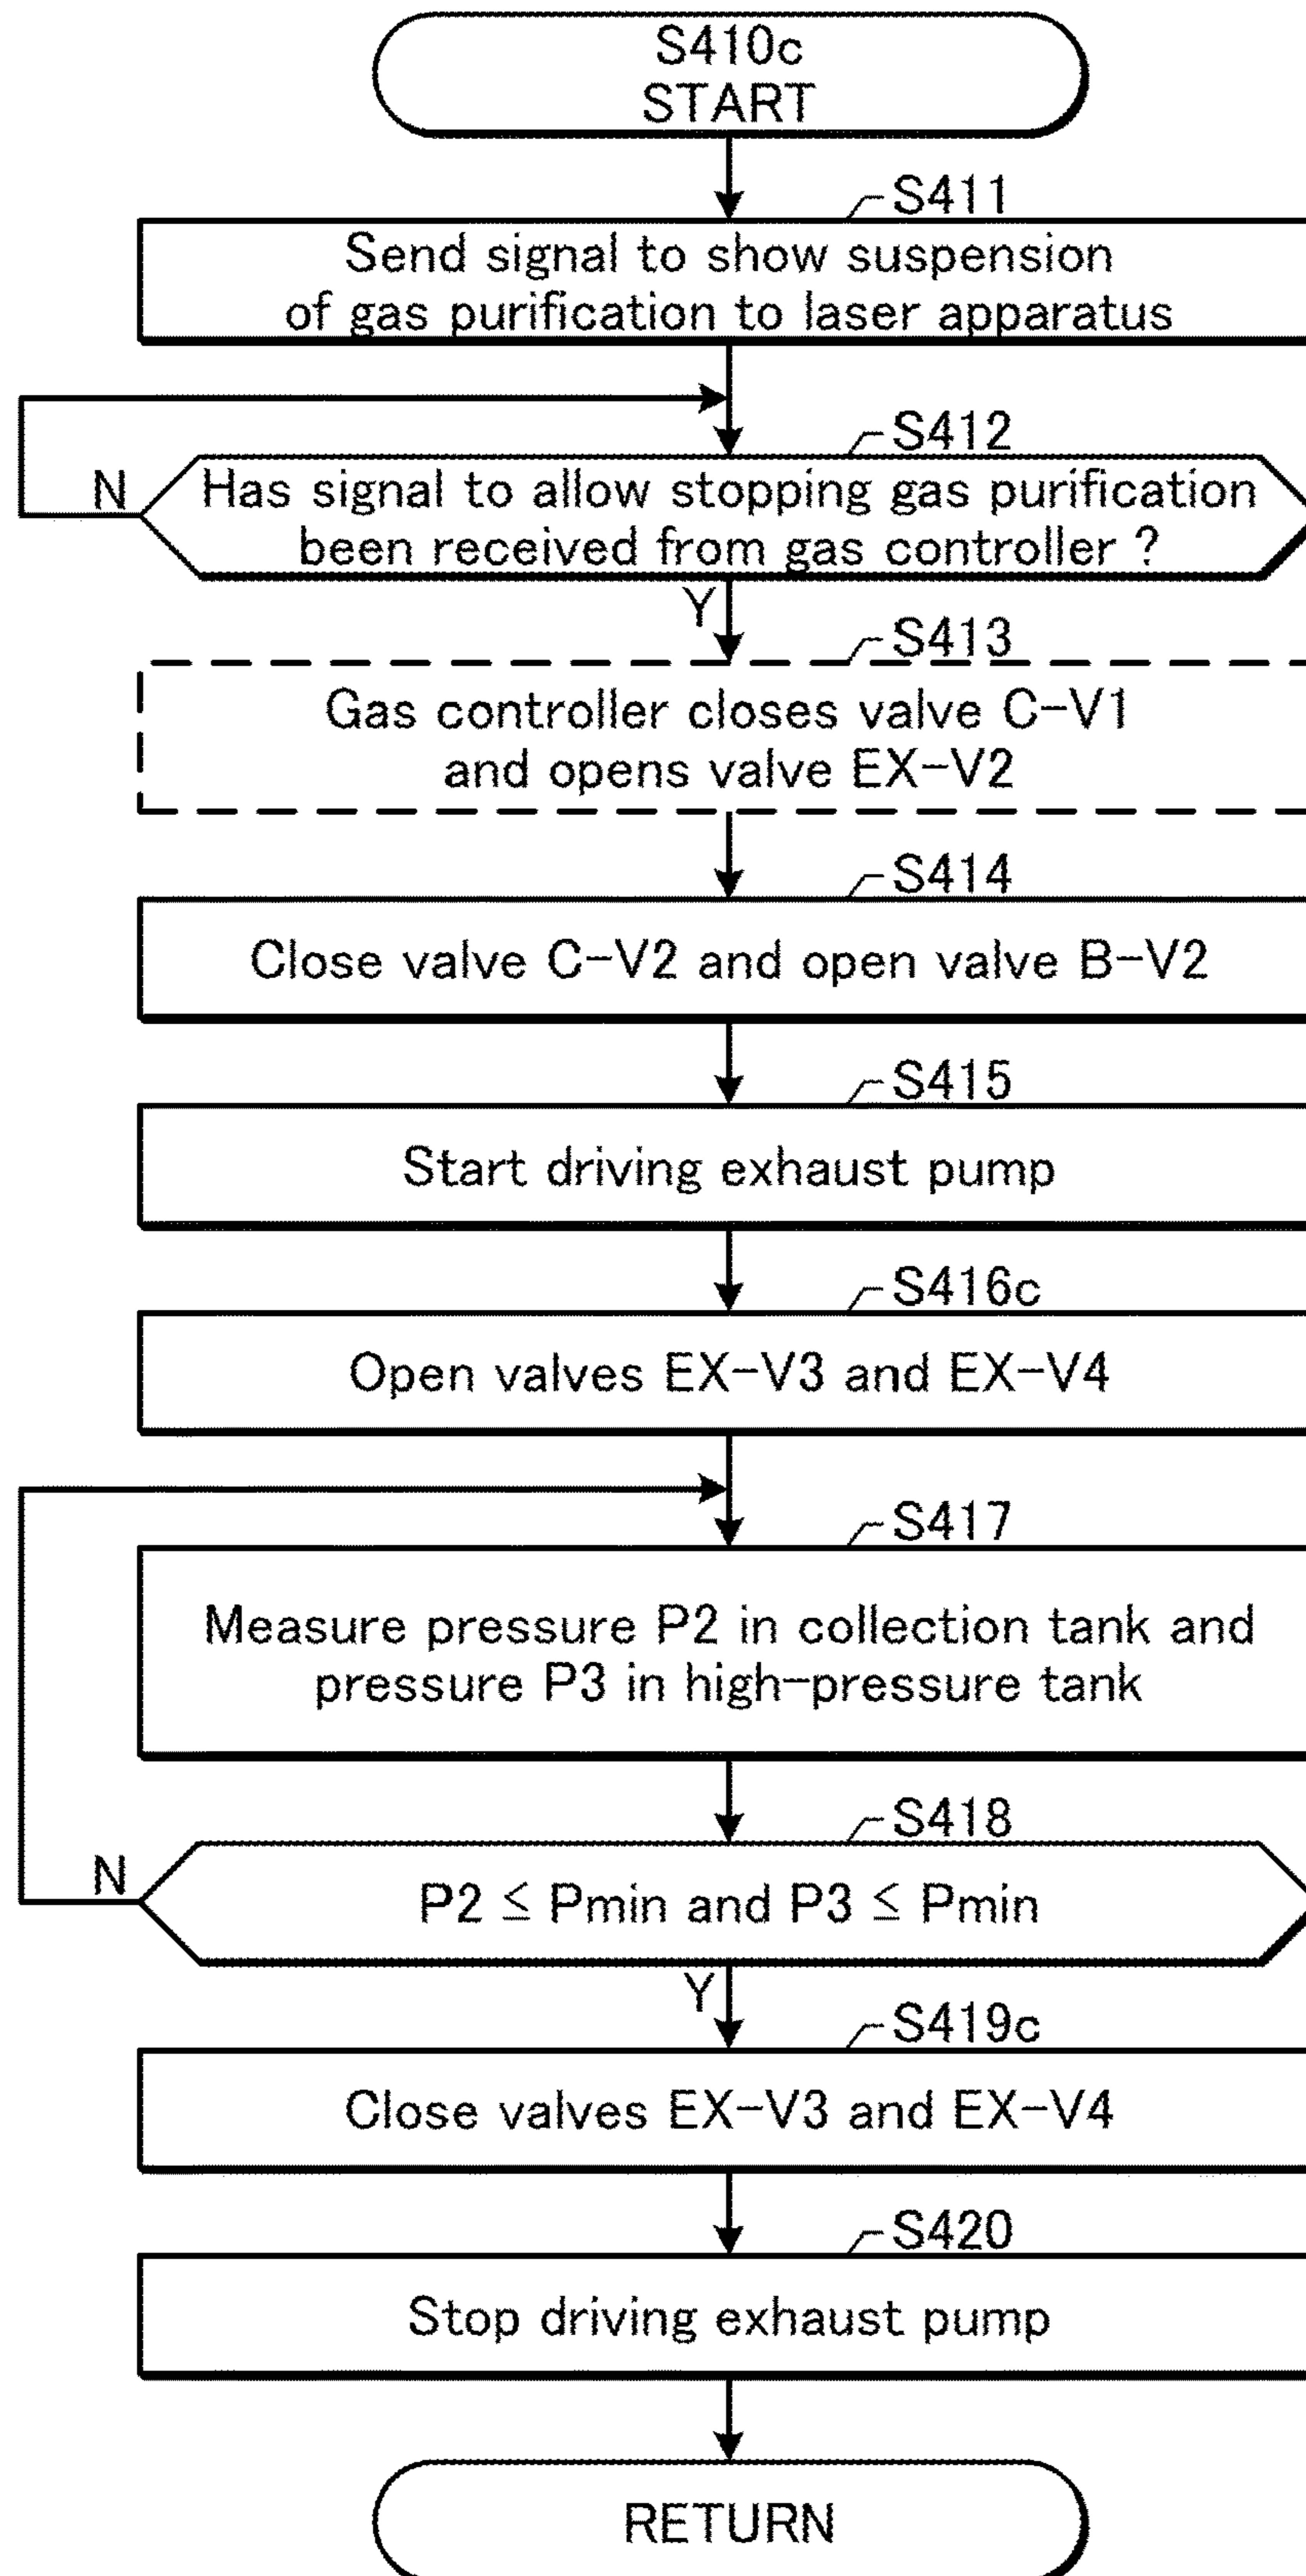 S410c
START
S411
Send signal to show suspension
of gas purification to laser apparatus
S412
N
Has signal to allow stopping gas purification
been received from gas controller ?
Y
S413
Gas controller closes valve C-V1
and opens valve EX-V2
S414
Close valve C-V2 and open valve B-V2
S415
Start driving exhaust pump
S416c
Open valves EX-V3 and EX-V4
S417
Measure pressure P2 in collection tank and
pressure P3 in high-pressure tank
S418
N
P2 ≤ Pmin and P3 ≤ Pmin
Y
S419c
Close valves EX-V3 and EX-V4
S420
Stop driving exhaust pump
RETURN